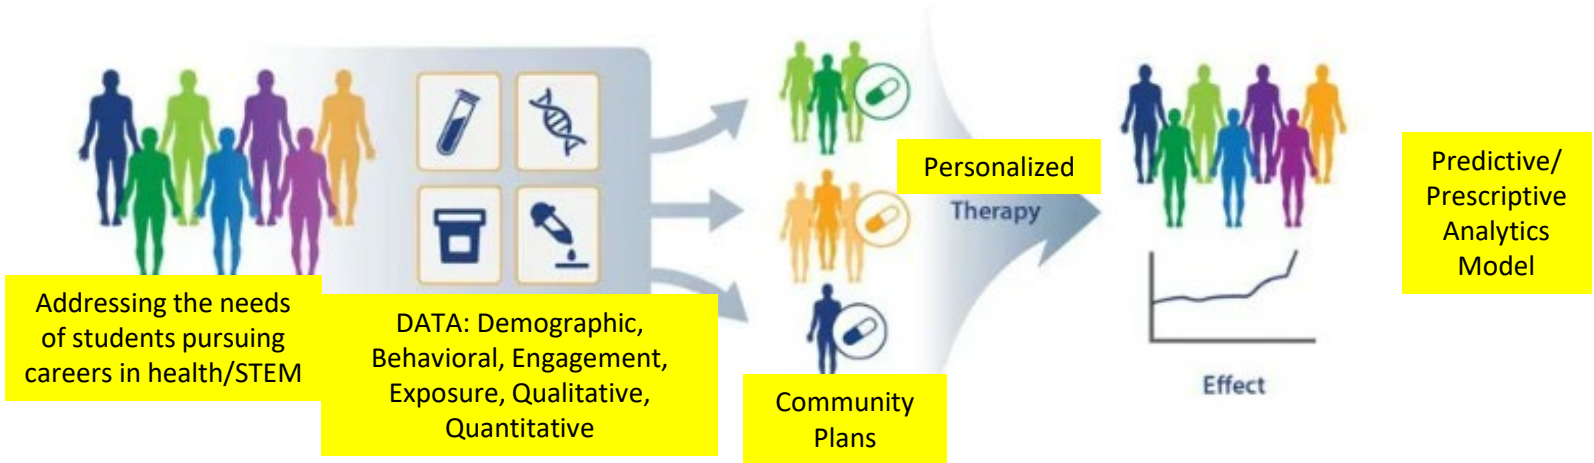 Addressing the needs
of students pursuing
careers in health/STEM
DATA: Demographic,
Behavioral, Engagement,
Exposure, Qualitative,
Quantitative
Community
Plans
Personalized
Therapy
Effect
Predictive/
Prescriptive
Analytics
Model